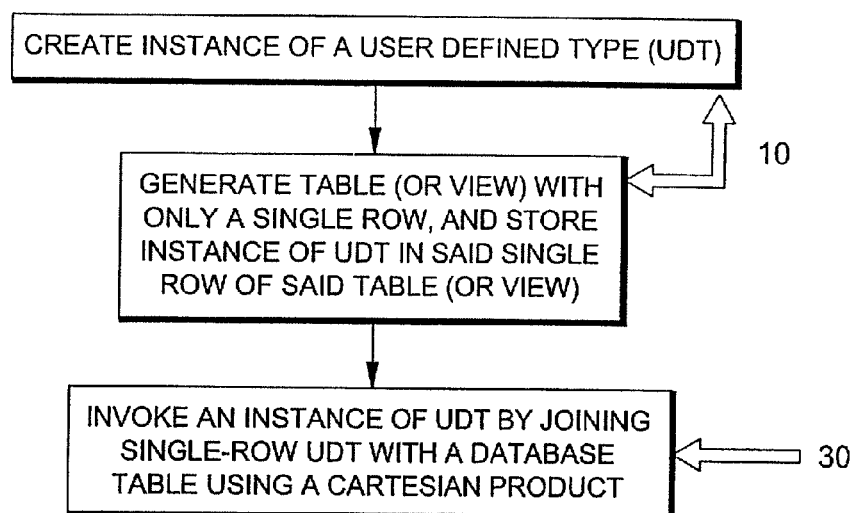 CREATE INSTANCE OF A USER DEFINED TYPE (UDT)
10
GENERATE TABLE (OR VIEW) WITH
ONLY A SINGLE ROW, AND STORE
INSTANCE OF UDT IN SAID SINGLE
ROW OF SAID TABLE (OR VIEW)
INVOKE AN INSTANCE OF UDT BY JOINING
SINGLE-ROW UDT WITH A DATABASE
TABLE USING A CARTESIAN PRODUCT
30